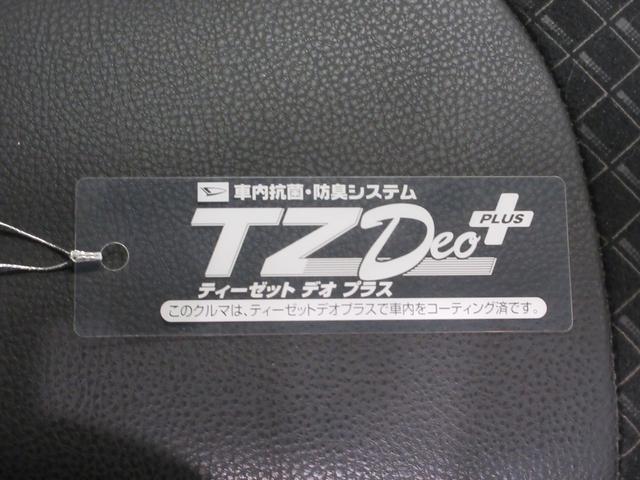 車内抗菌・防臭システム
TZ Deo PLUS
ティーゼット デオ プラス
このクルマは、ティーゼットデオプラスで車内をコーティング済です。